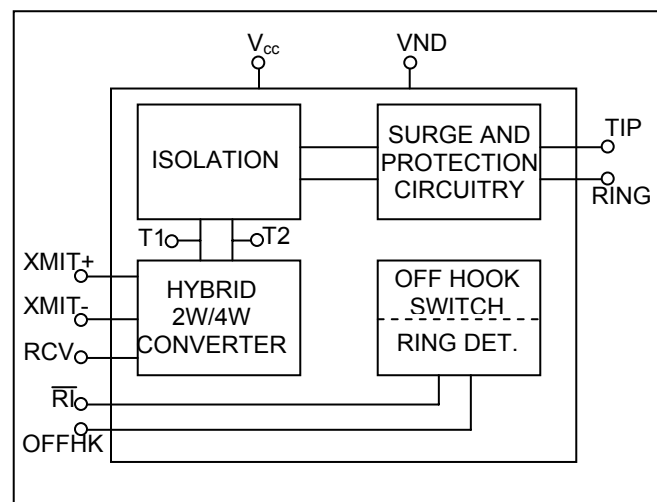 Vcc
VND
ISOLATION
SURGE AND
PROTECTION
CIRCUITRY
TIP
RING
T1
T2
XMIT+
XMIT-
RCV
HYBRID
2W/4W
CONVERTER
OFF HOOK
SWITCH
RING DET.
R̅I̅
OFFHK